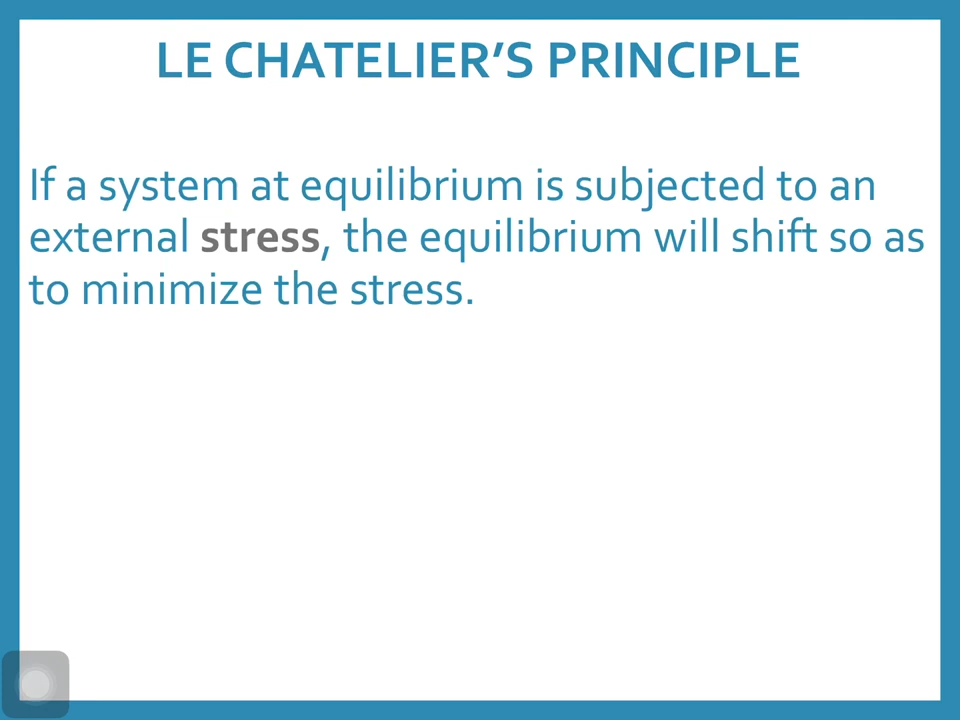 LE CHATELIER’S PRINCIPLE
If a system at equilibrium is subjected to an
external stress, the equilibrium will shift so as
to minimize the stress.